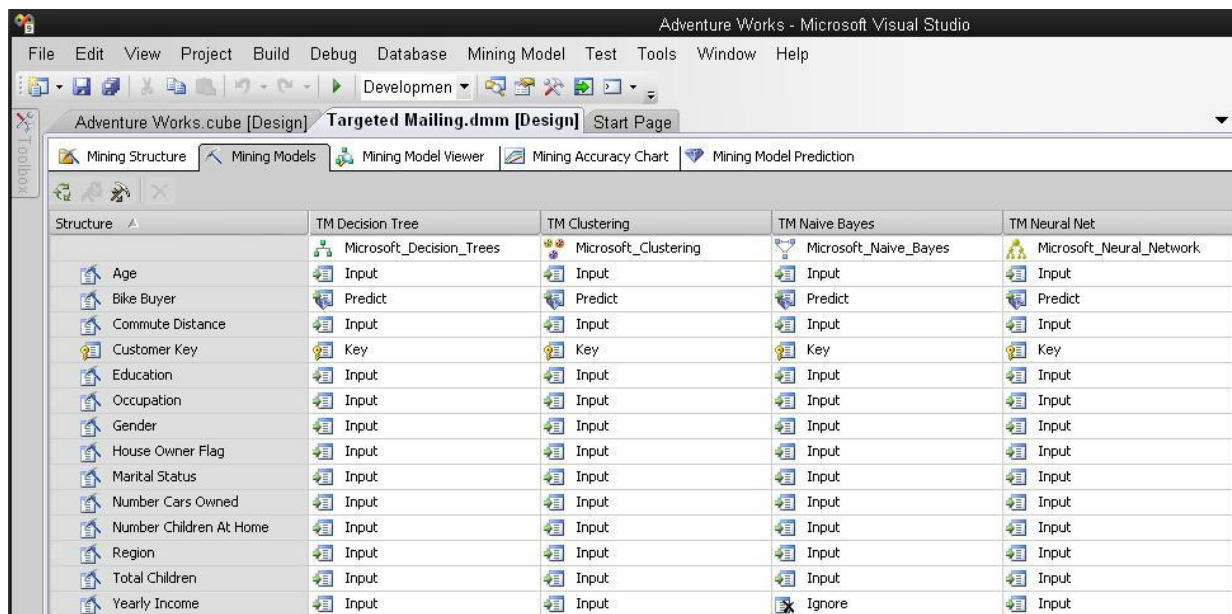 Adventure Works - Microsoft Visual Studio
File Edit View Project Build Debug Database Mining Model Test Tools Window Help
Developmen
Toolbox
Adventure Works.cube [Design] Targeted Mailing.dmm [Design] Start Page
Mining Structure Mining Models Mining Model Viewer Mining Accuracy Chart Mining Model Prediction
Structure TM Decision Tree TM Clustering TM Naive Bayes TM Neural Net
Microsoft_Decision_Trees Microsoft_Clustering Microsoft_Naive_Bayes Microsoft_Neural_Network
Age Input Input Input Input
Bike Buyer Predict Predict Predict Predict
Commute Distance Input Input Input Input
Customer Key Key Key Key Key
Education Input Input Input Input
Occupation Input Input Input Input
Gender Input Input Input Input
House Owner Flag Input Input Input Input
Marital Status Input Input Input Input
Number Cars Owned Input Input Input Input
Number Children At Home Input Input Input Input
Region Input Input Input Input
Total Children Input Input Input Input
Yearly Income Input Input Ignore Input